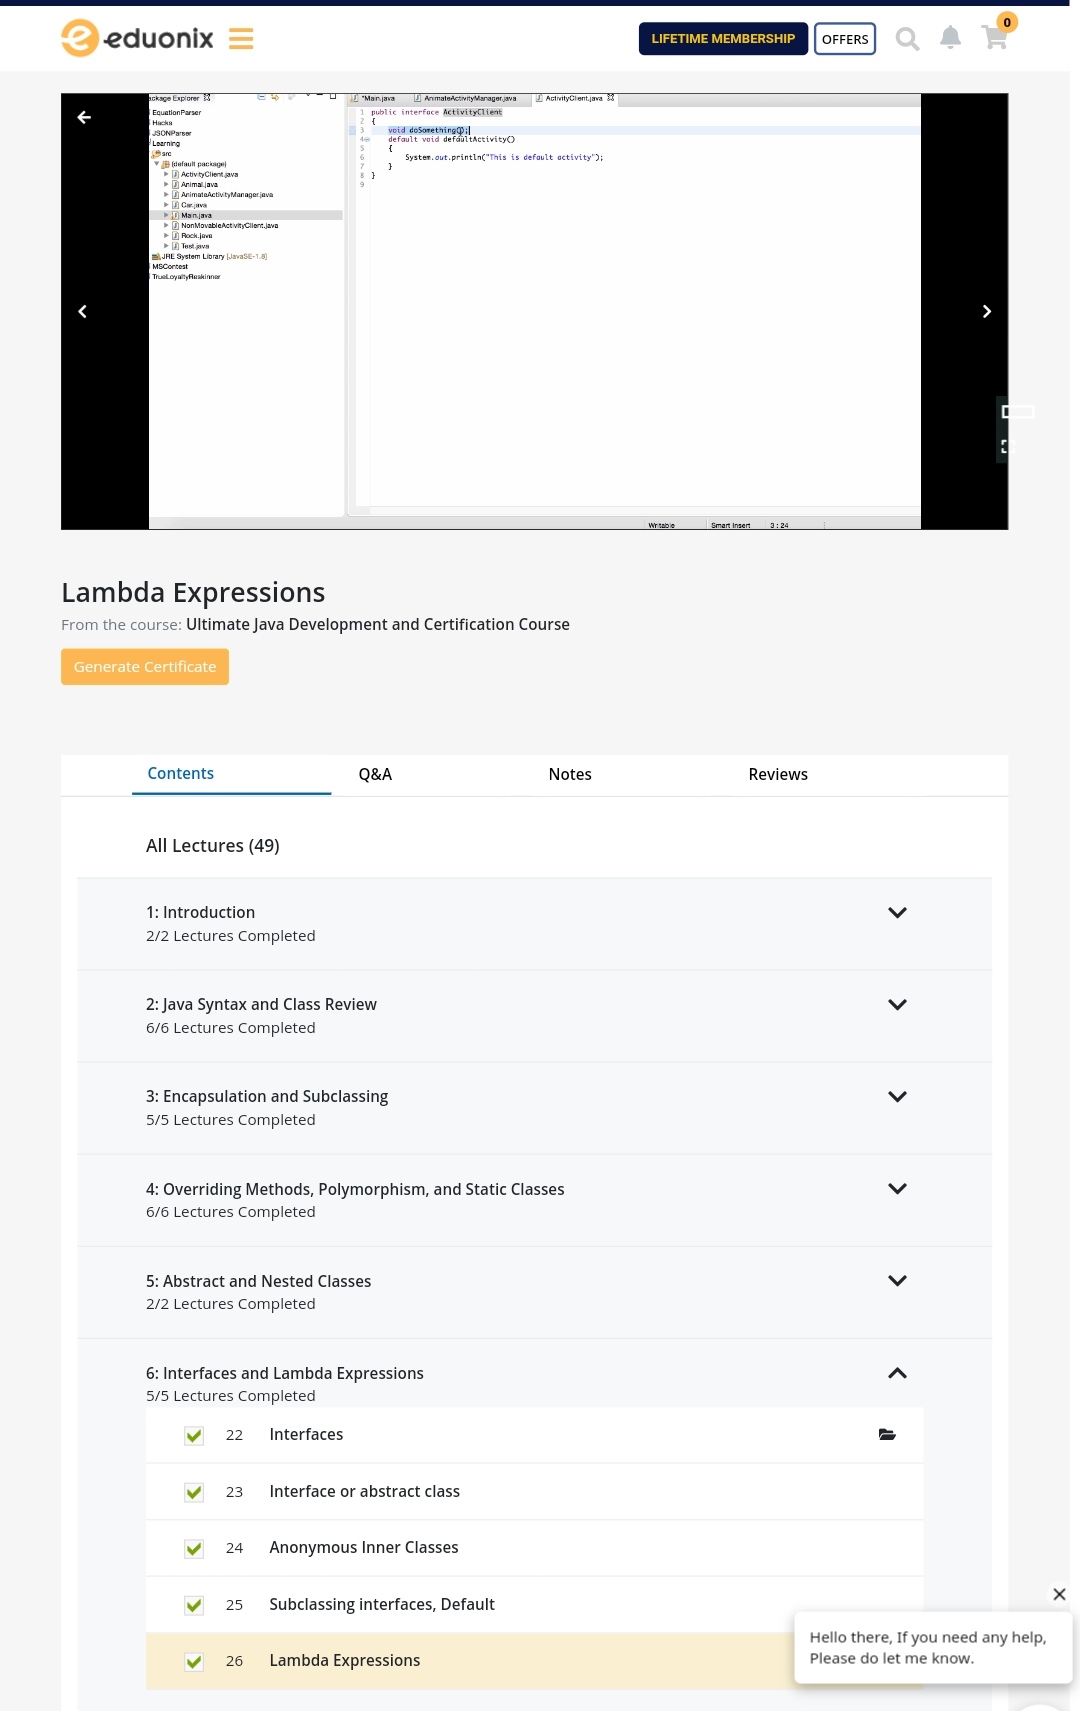 eduonix
LIFETIME MEMBERSHIP
OFFERS
0
ackage Explorer
*Main.java
AnimateActivityManager.java
ActivityClient.java
EquationParser
Hacks
JSONParser
Learning
src
(default package)
ActivityClient.java
Animal.java
AnimateActivityManager.java
Car.java
Main.java
NonMovableActivityClient.java
Rock.java
Test.java
JRE System Library [JavaSE-1.8]
MSContest
TrueLoyaltyReskinner
1 public interface ActivityClient
2 {
3 void doSomething();
4 default void defaultActivity()
5 {
6 System.out.println("This is default activity");
7 }
8 }
9
Writable
Smart Insert
3 : 24
Lambda Expressions
From the course: Ultimate Java Development and Certification Course
Generate Certificate
Contents
Q&A
Notes
Reviews
All Lectures (49)
1: Introduction
2/2 Lectures Completed
2: Java Syntax and Class Review
6/6 Lectures Completed
3: Encapsulation and Subclassing
5/5 Lectures Completed
4: Overriding Methods, Polymorphism, and Static Classes
6/6 Lectures Completed
5: Abstract and Nested Classes
2/2 Lectures Completed
6: Interfaces and Lambda Expressions
5/5 Lectures Completed
22 Interfaces
23 Interface or abstract class
24 Anonymous Inner Classes
25 Subclassing interfaces, Default
26 Lambda Expressions
Hello there, If you need any help,
Please do let me know.